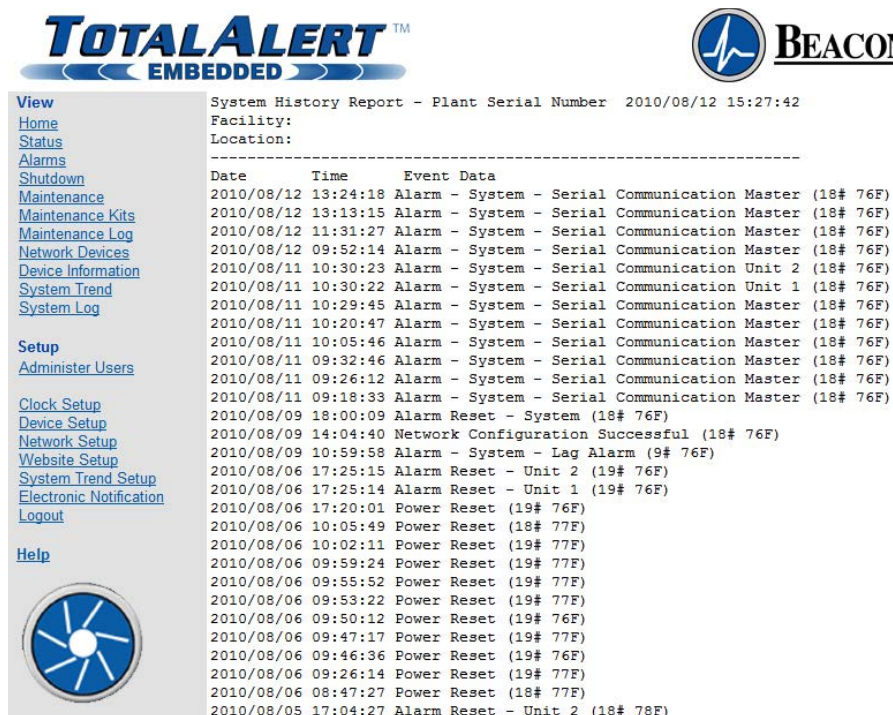 TOTALALERT™
EMBEDDED
BEACON
View
Home
Status
Alarms
Shutdown
Maintenance
Maintenance Kits
Maintenance Log
Network Devices
Device Information
System Trend
System Log
Setup
Administer Users
Clock Setup
Device Setup
Network Setup
Website Setup
System Trend Setup
Electronic Notification
Logout
Help
System History Report - Plant Serial Number 2010/08/12 15:27:42
Facility:
Location:
----------------------------------------------------------------
Date Time Event Data
2010/08/12 13:24:18 Alarm - System - Serial Communication Master (18# 76F)
2010/08/12 13:13:15 Alarm - System - Serial Communication Master (18# 76F)
2010/08/12 11:31:27 Alarm - System - Serial Communication Master (18# 76F)
2010/08/12 09:52:14 Alarm - System - Serial Communication Master (18# 76F)
2010/08/11 10:30:23 Alarm - System - Serial Communication Unit 2 (18# 76F)
2010/08/11 10:30:22 Alarm - System - Serial Communication Unit 1 (18# 76F)
2010/08/11 10:29:45 Alarm - System - Serial Communication Master (18# 76F)
2010/08/11 10:20:47 Alarm - System - Serial Communication Master (18# 76F)
2010/08/11 10:05:46 Alarm - System - Serial Communication Master (18# 76F)
2010/08/11 09:32:46 Alarm - System - Serial Communication Master (18# 76F)
2010/08/11 09:26:12 Alarm - System - Serial Communication Master (18# 76F)
2010/08/11 09:18:33 Alarm - System - Serial Communication Master (18# 76F)
2010/08/09 18:00:09 Alarm Reset - System (18# 76F)
2010/08/09 14:04:40 Network Configuration Successful (18# 76F)
2010/08/09 10:59:58 Alarm - System - Lag Alarm (9# 76F)
2010/08/06 17:25:15 Alarm Reset - Unit 2 (19# 76F)
2010/08/06 17:25:14 Alarm Reset - Unit 1 (19# 76F)
2010/08/06 17:20:01 Power Reset (19# 76F)
2010/08/06 10:05:49 Power Reset (18# 77F)
2010/08/06 10:02:11 Power Reset (19# 77F)
2010/08/06 09:59:24 Power Reset (19# 77F)
2010/08/06 09:55:52 Power Reset (19# 77F)
2010/08/06 09:53:22 Power Reset (19# 77F)
2010/08/06 09:50:12 Power Reset (19# 76F)
2010/08/06 09:47:17 Power Reset (19# 77F)
2010/08/06 09:46:36 Power Reset (19# 76F)
2010/08/06 09:26:14 Power Reset (19# 77F)
2010/08/06 08:47:27 Power Reset (18# 77F)
2010/08/05 17:04:27 Alarm Reset - Unit 2 (18# 78F)